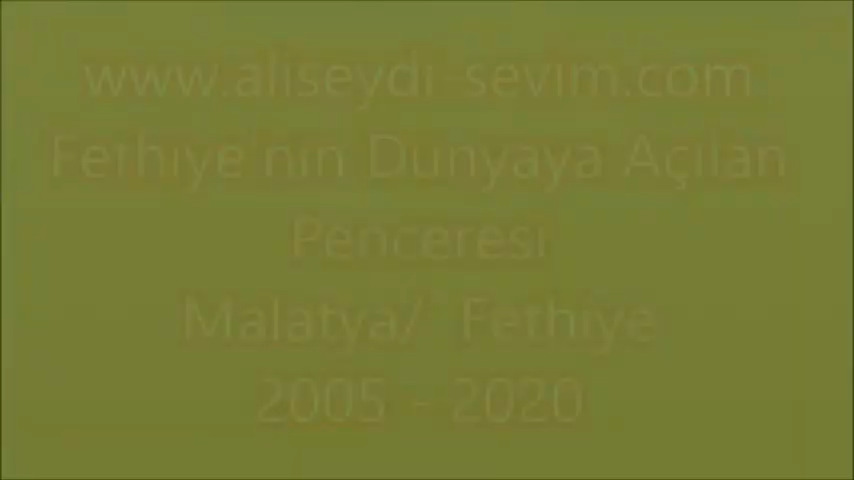 www.aliseydi-sevim.com
Fethiye'nin Dünyaya Açılan
Penceresi
Malatya/ Fethiye
2005 - 2020